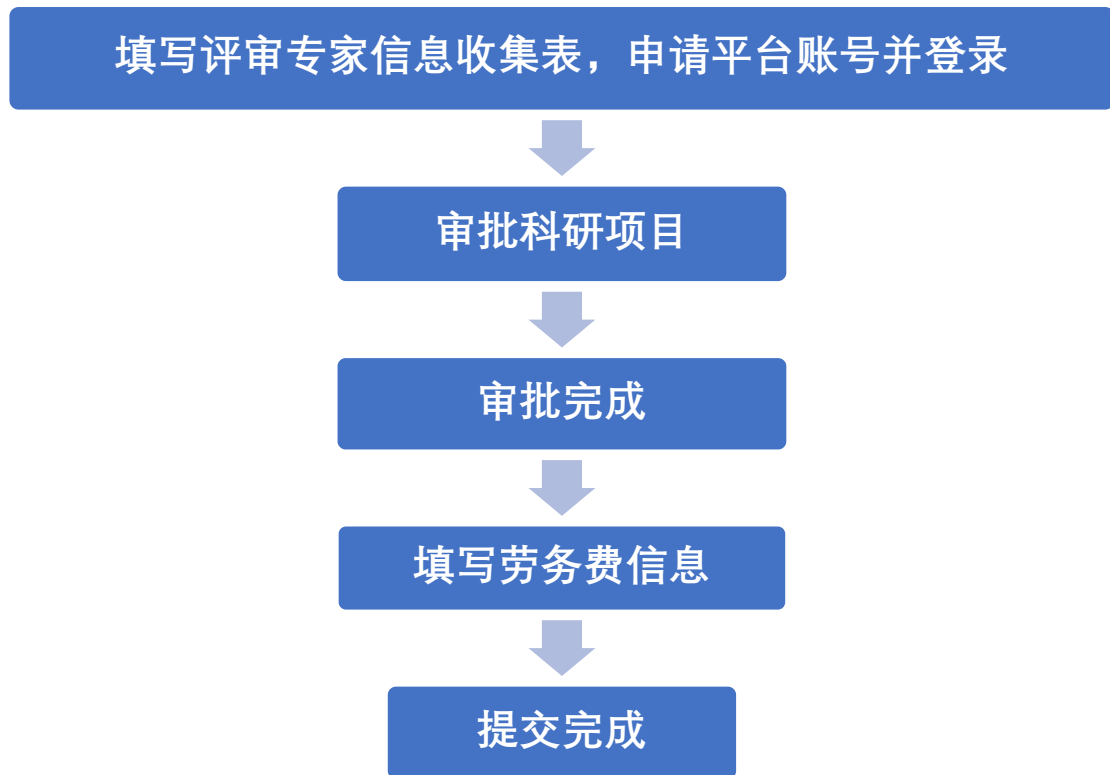 填写评审专家信息收集表，申请平台账号并登录
审批科研项目
审批完成
填写劳务费信息
提交完成